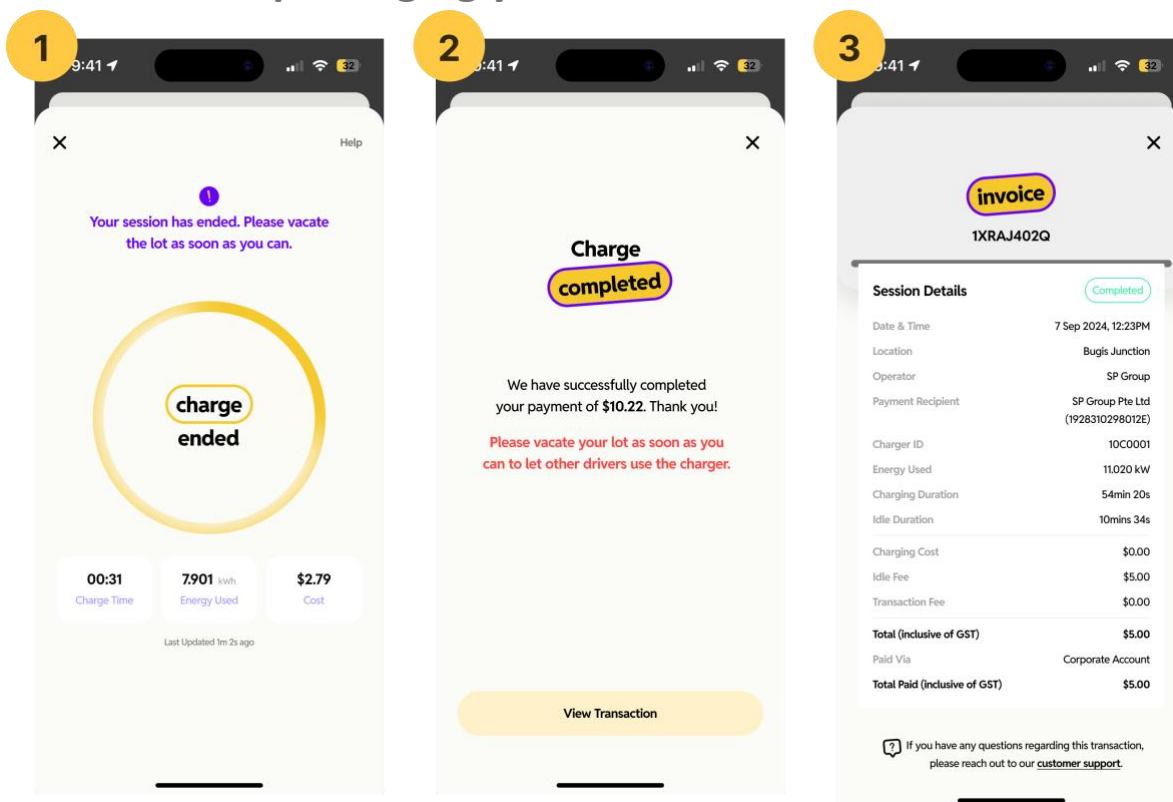 1
9:41
32
Help
!
Your session has ended. Please vacate
the lot as soon as you can.
charge
ended
00:31
Charge Time
7.901 kwh
Energy Used
$2.79
Cost
Last Updated 1m 2s ago
2
:41
32
Charge
completed
We have successfully completed
your payment of $10.22. Thank you!
Please vacate your lot as soon as you
can to let other drivers use the charger.
View Transaction
3
:41
32
invoice
1XRAJ402Q
Session Details
Completed
Date & Time 7 Sep 2024, 12:23PM
Location Bugis Junction
Operator SP Group
Payment Recipient SP Group Pte Ltd
(1928310298012E)
Charger ID 10C0001
Energy Used 11.020 kW
Charging Duration 54min 20s
Idle Duration 10mins 34s
Charging Cost $0.00
Idle Fee $5.00
Transaction Fee $0.00
Total (inclusive of GST) $5.00
Paid Via Corporate Account
Total Paid (inclusive of GST) $5.00
? If you have any questions regarding this transaction,
please reach out to our customer support.